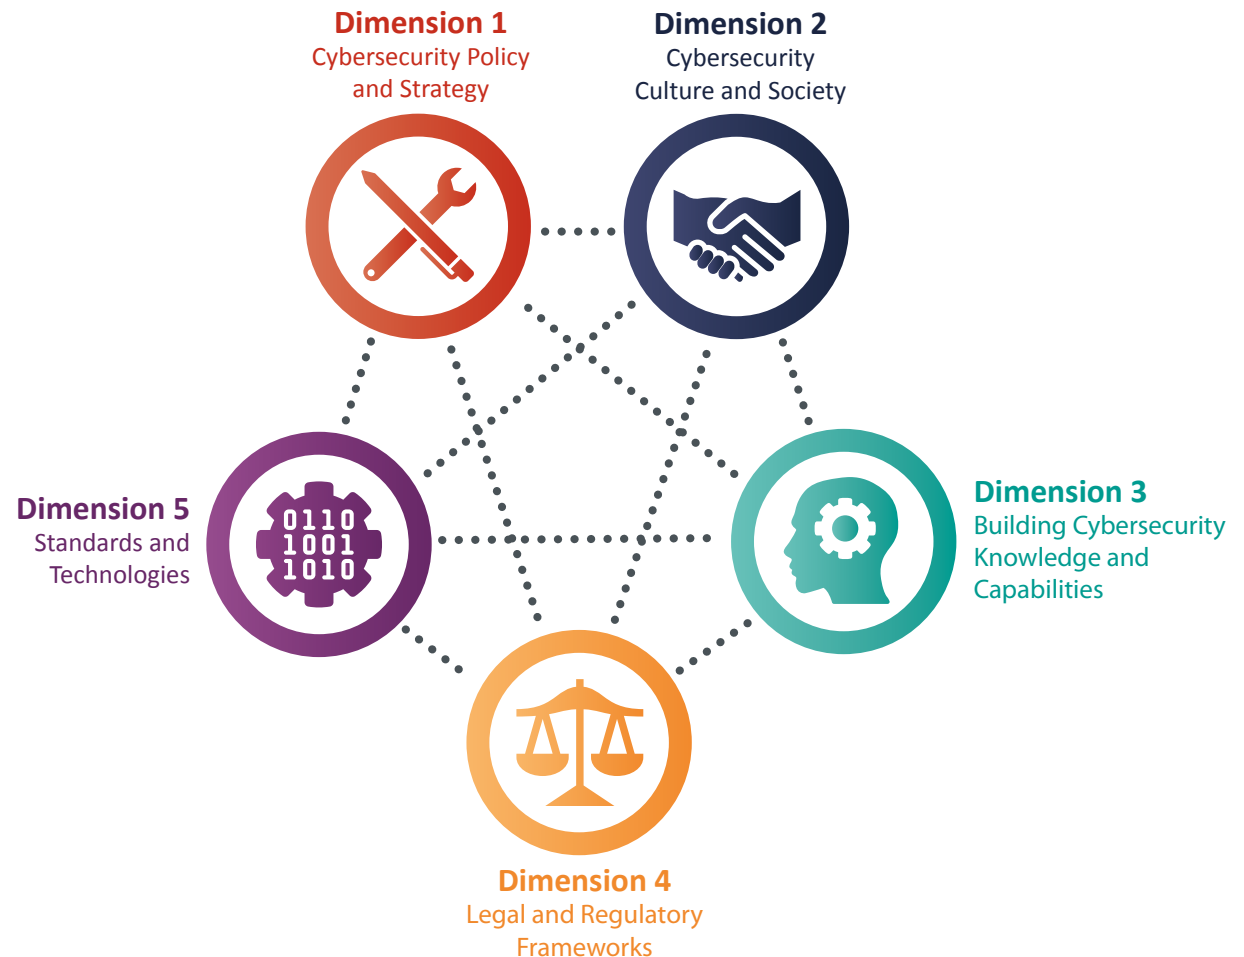 Dimension 1
Cybersecurity Policy
and Strategy
Dimension 2
Cybersecurity
Culture and Society
Dimension 3
Building Cybersecurity
Knowledge and
Capabilities
Dimension 4
Legal and Regulatory
Frameworks
Dimension 5
Standards and
Technologies
0110
1001
1010